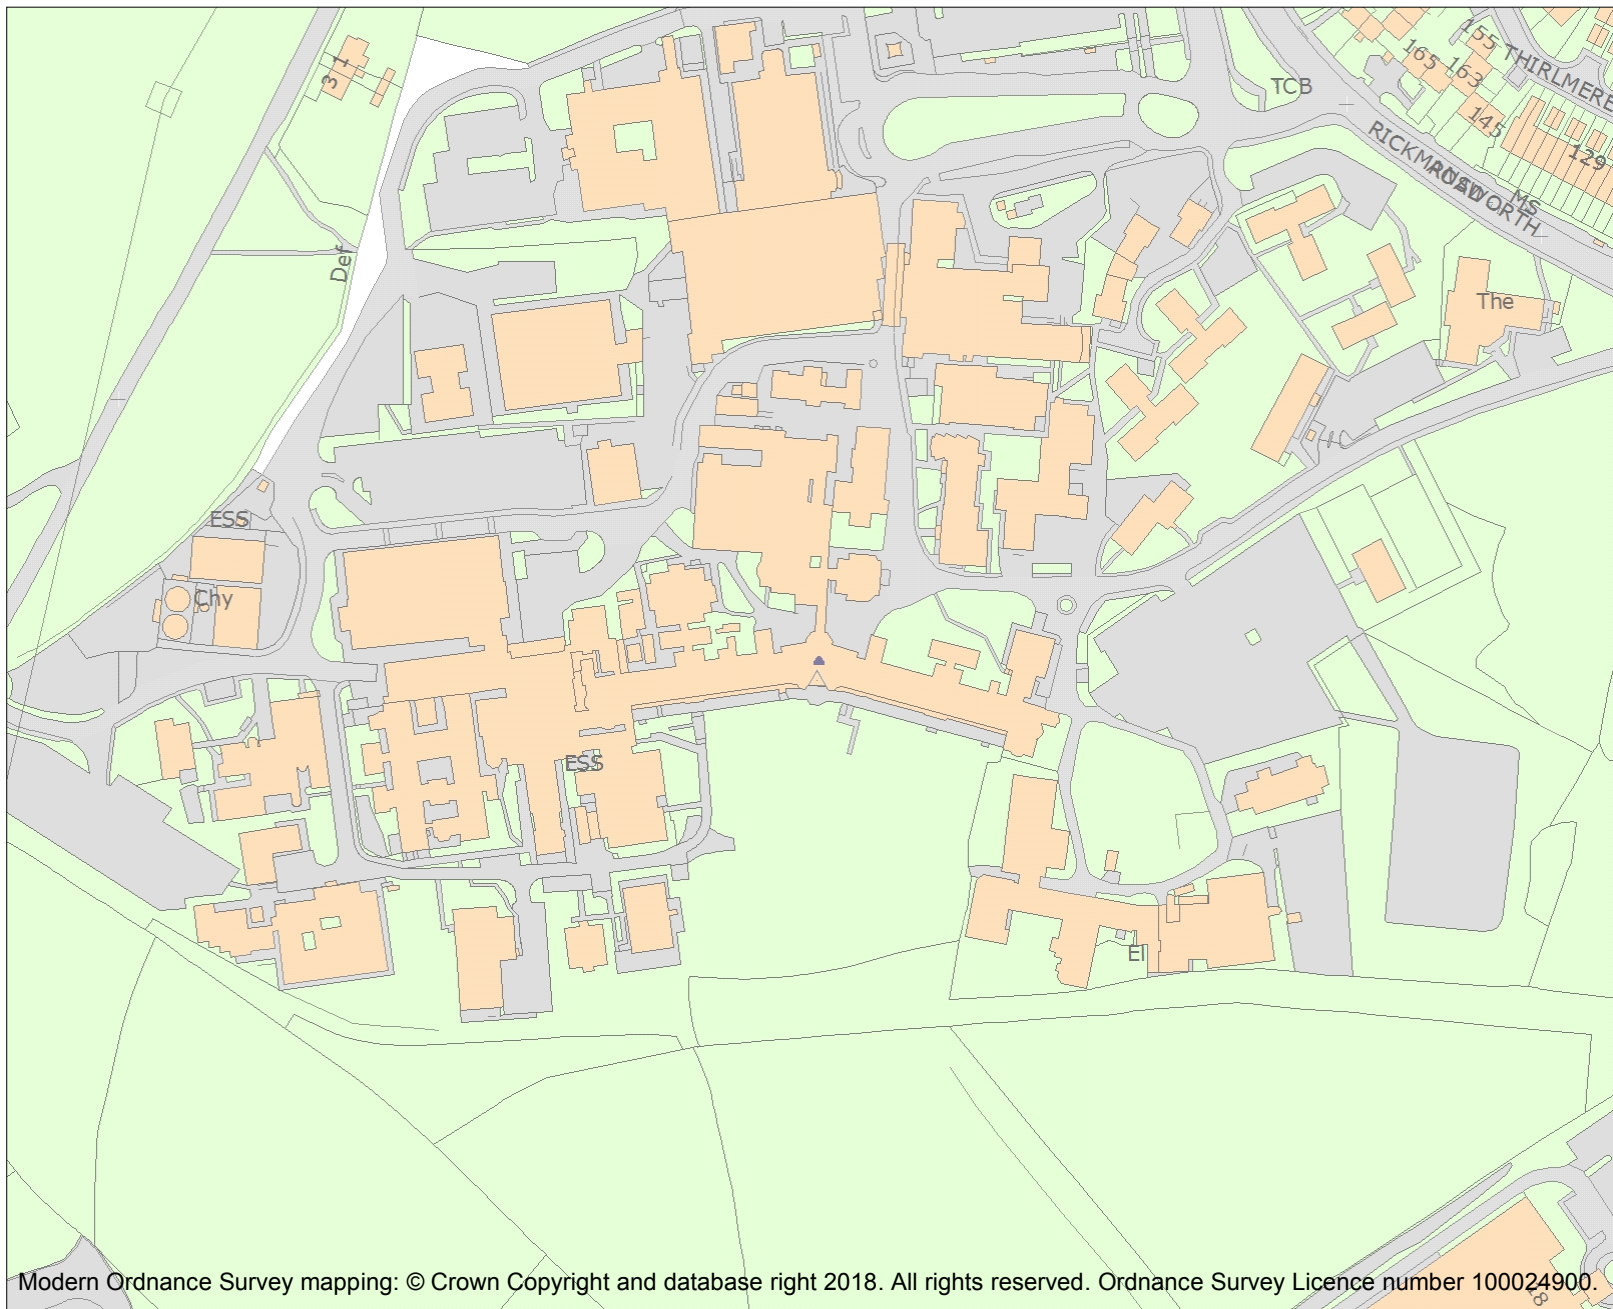 155
THIRLMERE
165
163
3 1
TCB
145
129
RICKMANSWORTH
ROAD
MS
Def
The
ESS
Chy
ESS
El
18
Modern Ordnance Survey mapping: © Crown Copyright and database right 2018. All rights reserved. Ordnance Survey Licence number 100024900.